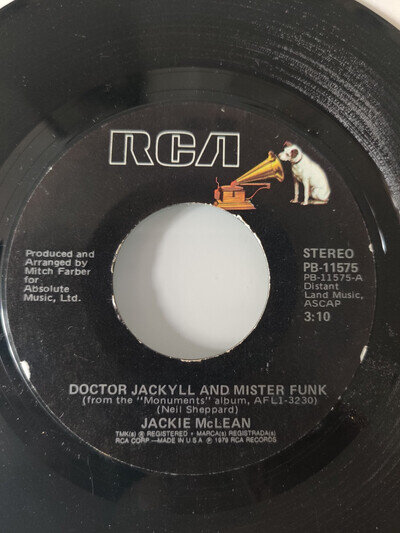 RCA
Produced and
Arranged by
Mitch Farber
for
Absolute
Music, Ltd.
STEREO
PB-11575
PB-11575-A
Distant
Land Music,
ASCAP
3:10
DOCTOR JACKYLL AND MISTER FUNK
(from the "Monuments" album, AFL1-3230)
(Neil Sheppard)
JACKIE McLEAN
TMK(s) ® REGISTERED • MARCA(s) REGISTRADA(s)
RCA CORP.—MADE IN U.S.A. ℗ 1979 RCA RECORDS